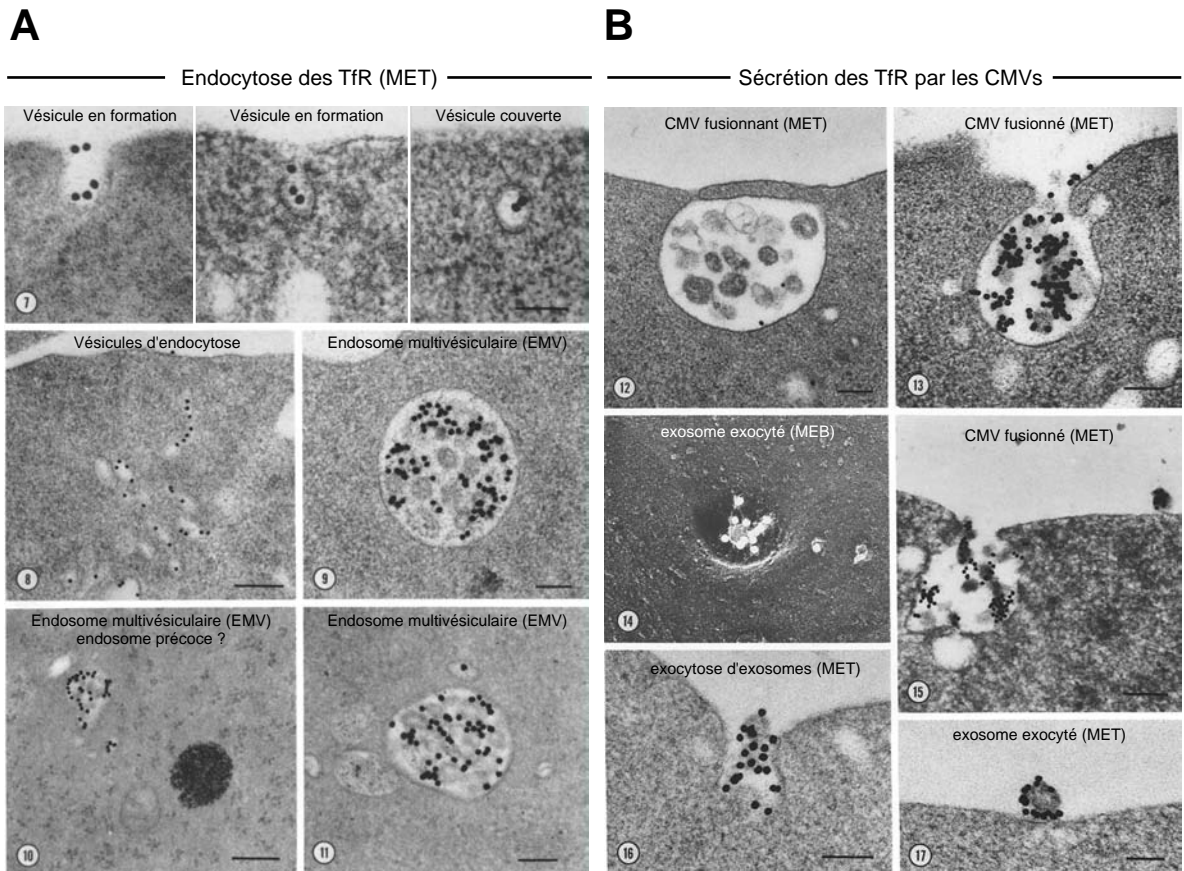 A
Endocytose des TfR (MET)
Vésicule en formation
Vésicule en formation
Vésicule couverte
7
Vésicules d'endocytose
8
Endosome multivésiculaire (EMV)
9
Endosome multivésiculaire (EMV)
endosome précoce ?
10
Endosome multivésiculaire (EMV)
11
B
Sécrétion des TfR par les CMVs
CMV fusionnant (MET)
12
CMV fusionné (MET)
13
exosome exocyté (MEB)
14
CMV fusionné (MET)
15
exocytose d'exosomes (MET)
16
exosome exocyté (MET)
17